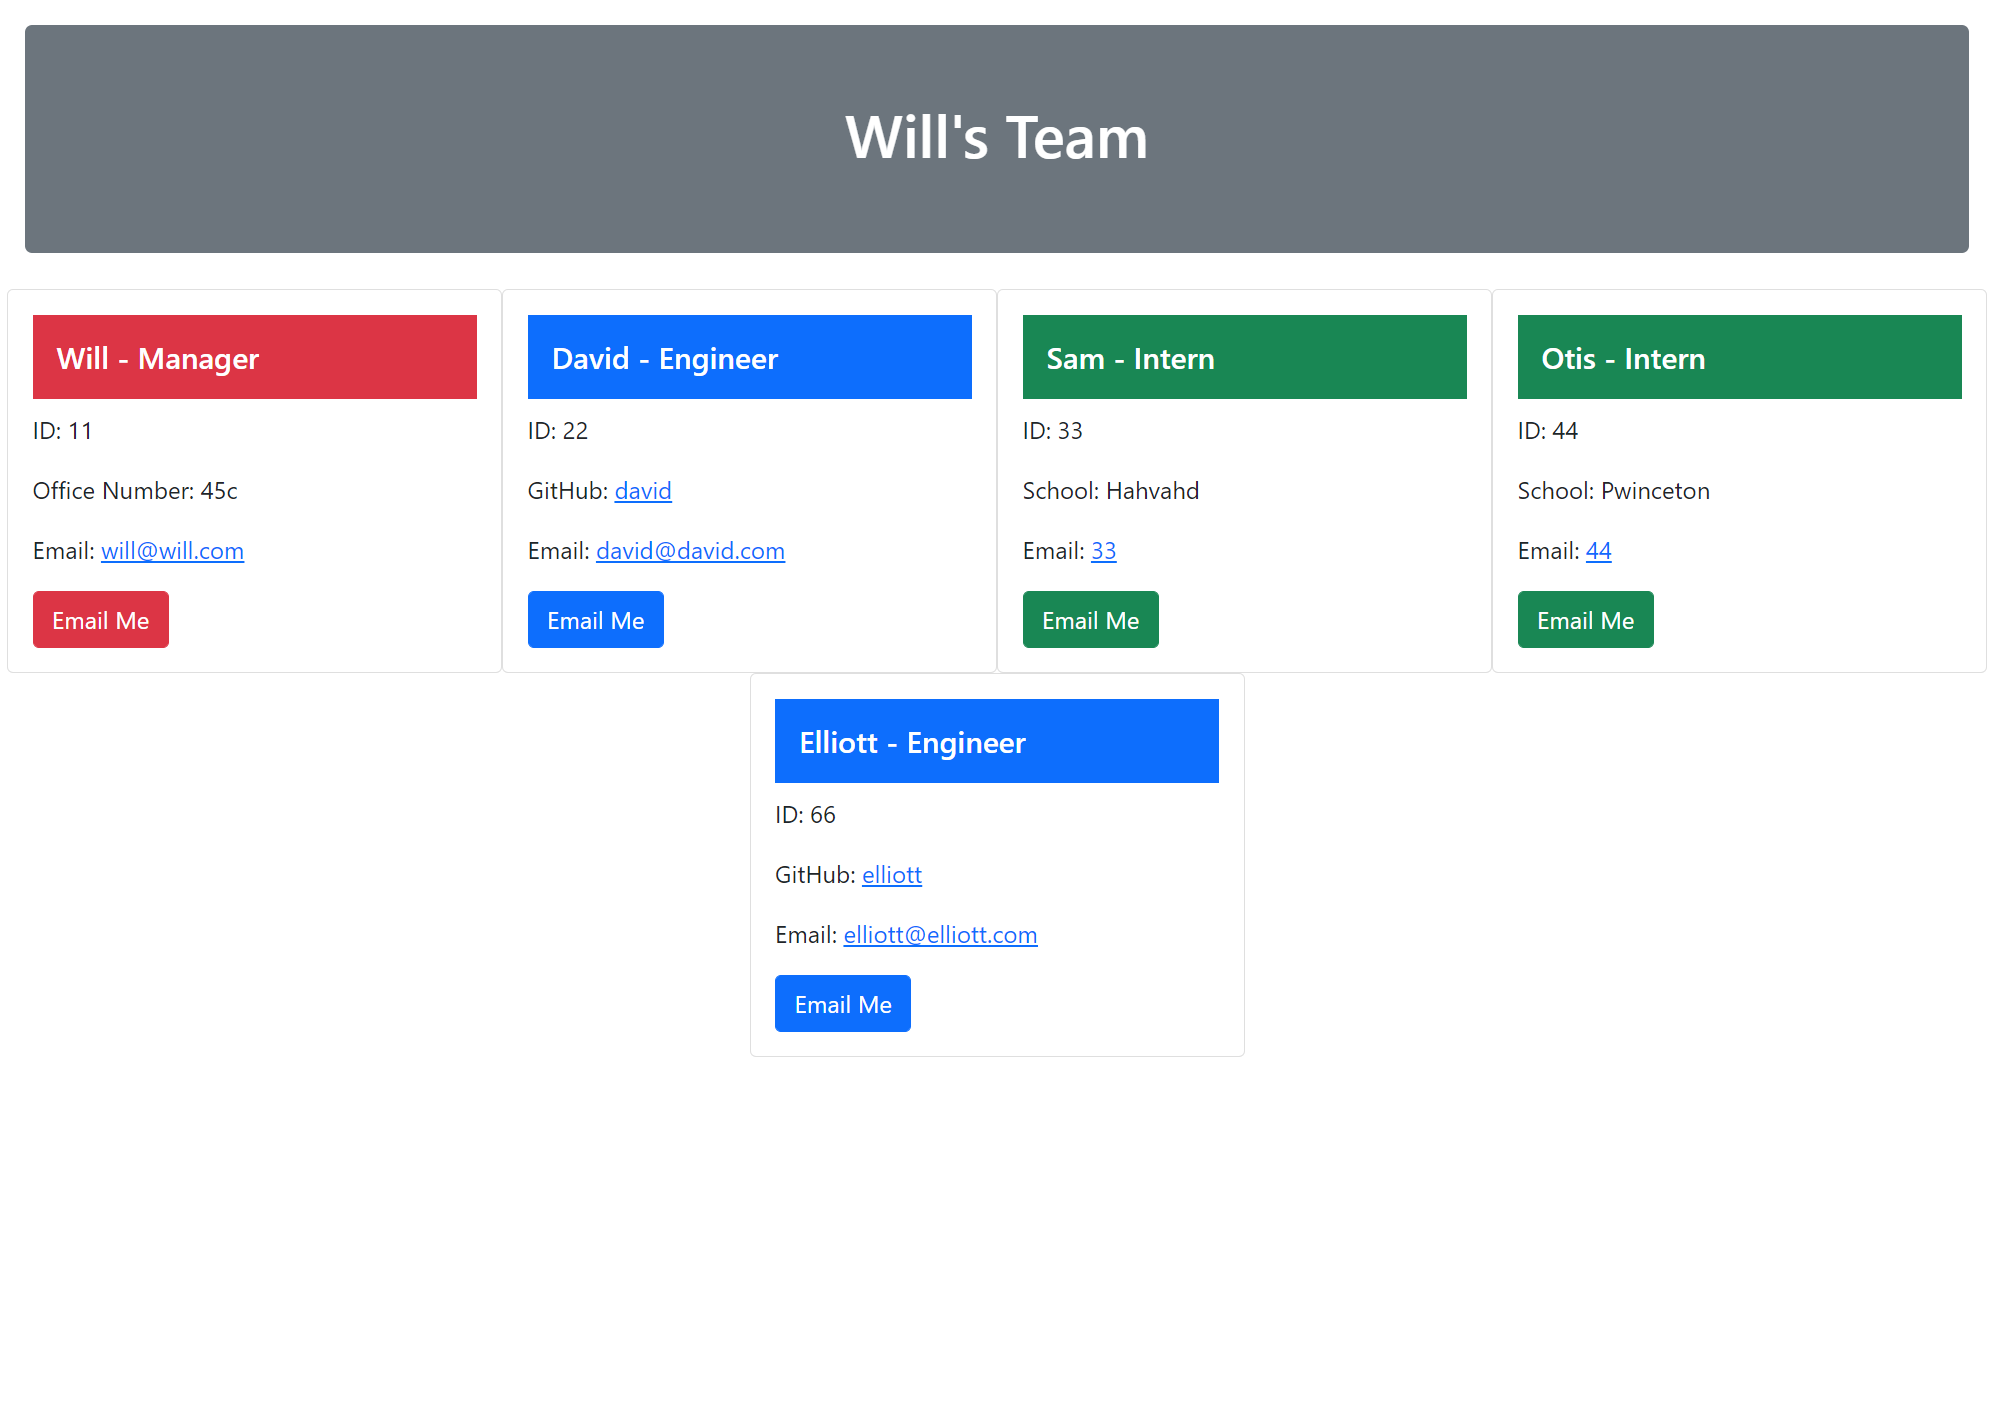 Will's Team
Will - Manager
ID: 11
Office Number: 45c
Email: will@will.com
Email Me
David - Engineer
ID: 22
GitHub: david
Email: david@david.com
Email Me
Sam - Intern
ID: 33
School: Hahvahd
Email: 33
Email Me
Otis - Intern
ID: 44
School: Pwinceton
Email: 44
Email Me
Elliott - Engineer
ID: 66
GitHub: elliott
Email: elliott@elliott.com
Email Me